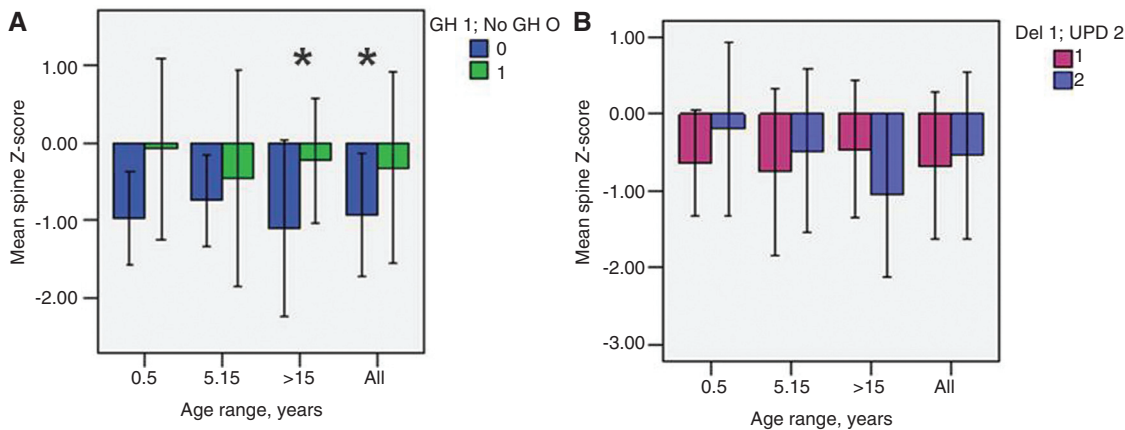 A
GH 1; No GH O
0
1
1.00
0.00
-1.00
-2.00
Mean spine Z-score
* *
0.5 5.15 >15 All
Age range, years
B
Del 1; UPD 2
1
2
1.00
0.00
-1.00
-2.00
-3.00
Mean spine Z-score
0.5 5.15 >15 All
Age range, years